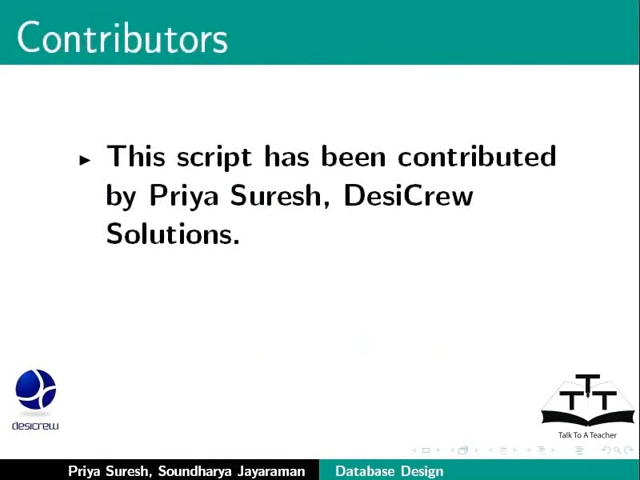 Contributors
This script has been contributed
by Priya Suresh, DesiCrew
Solutions.
desicrew
T T T
Talk To A Teacher
Priya Suresh, Soundharya Jayaraman
Database Design